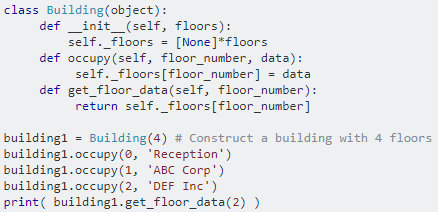 class Building(object):
     def __init__(self, floors):
         self._floors = [None]*floors
     def occupy(self, floor_number, data):
          self._floors[floor_number] = data
     def get_floor_data(self, floor_number):
          return self._floors[floor_number]

building1 = Building(4) # Construct a building with 4 floors
building1.occupy(0, 'Reception')
building1.occupy(1, 'ABC Corp')
building1.occupy(2, 'DEF Inc')
print( building1.get_floor_data(2) )